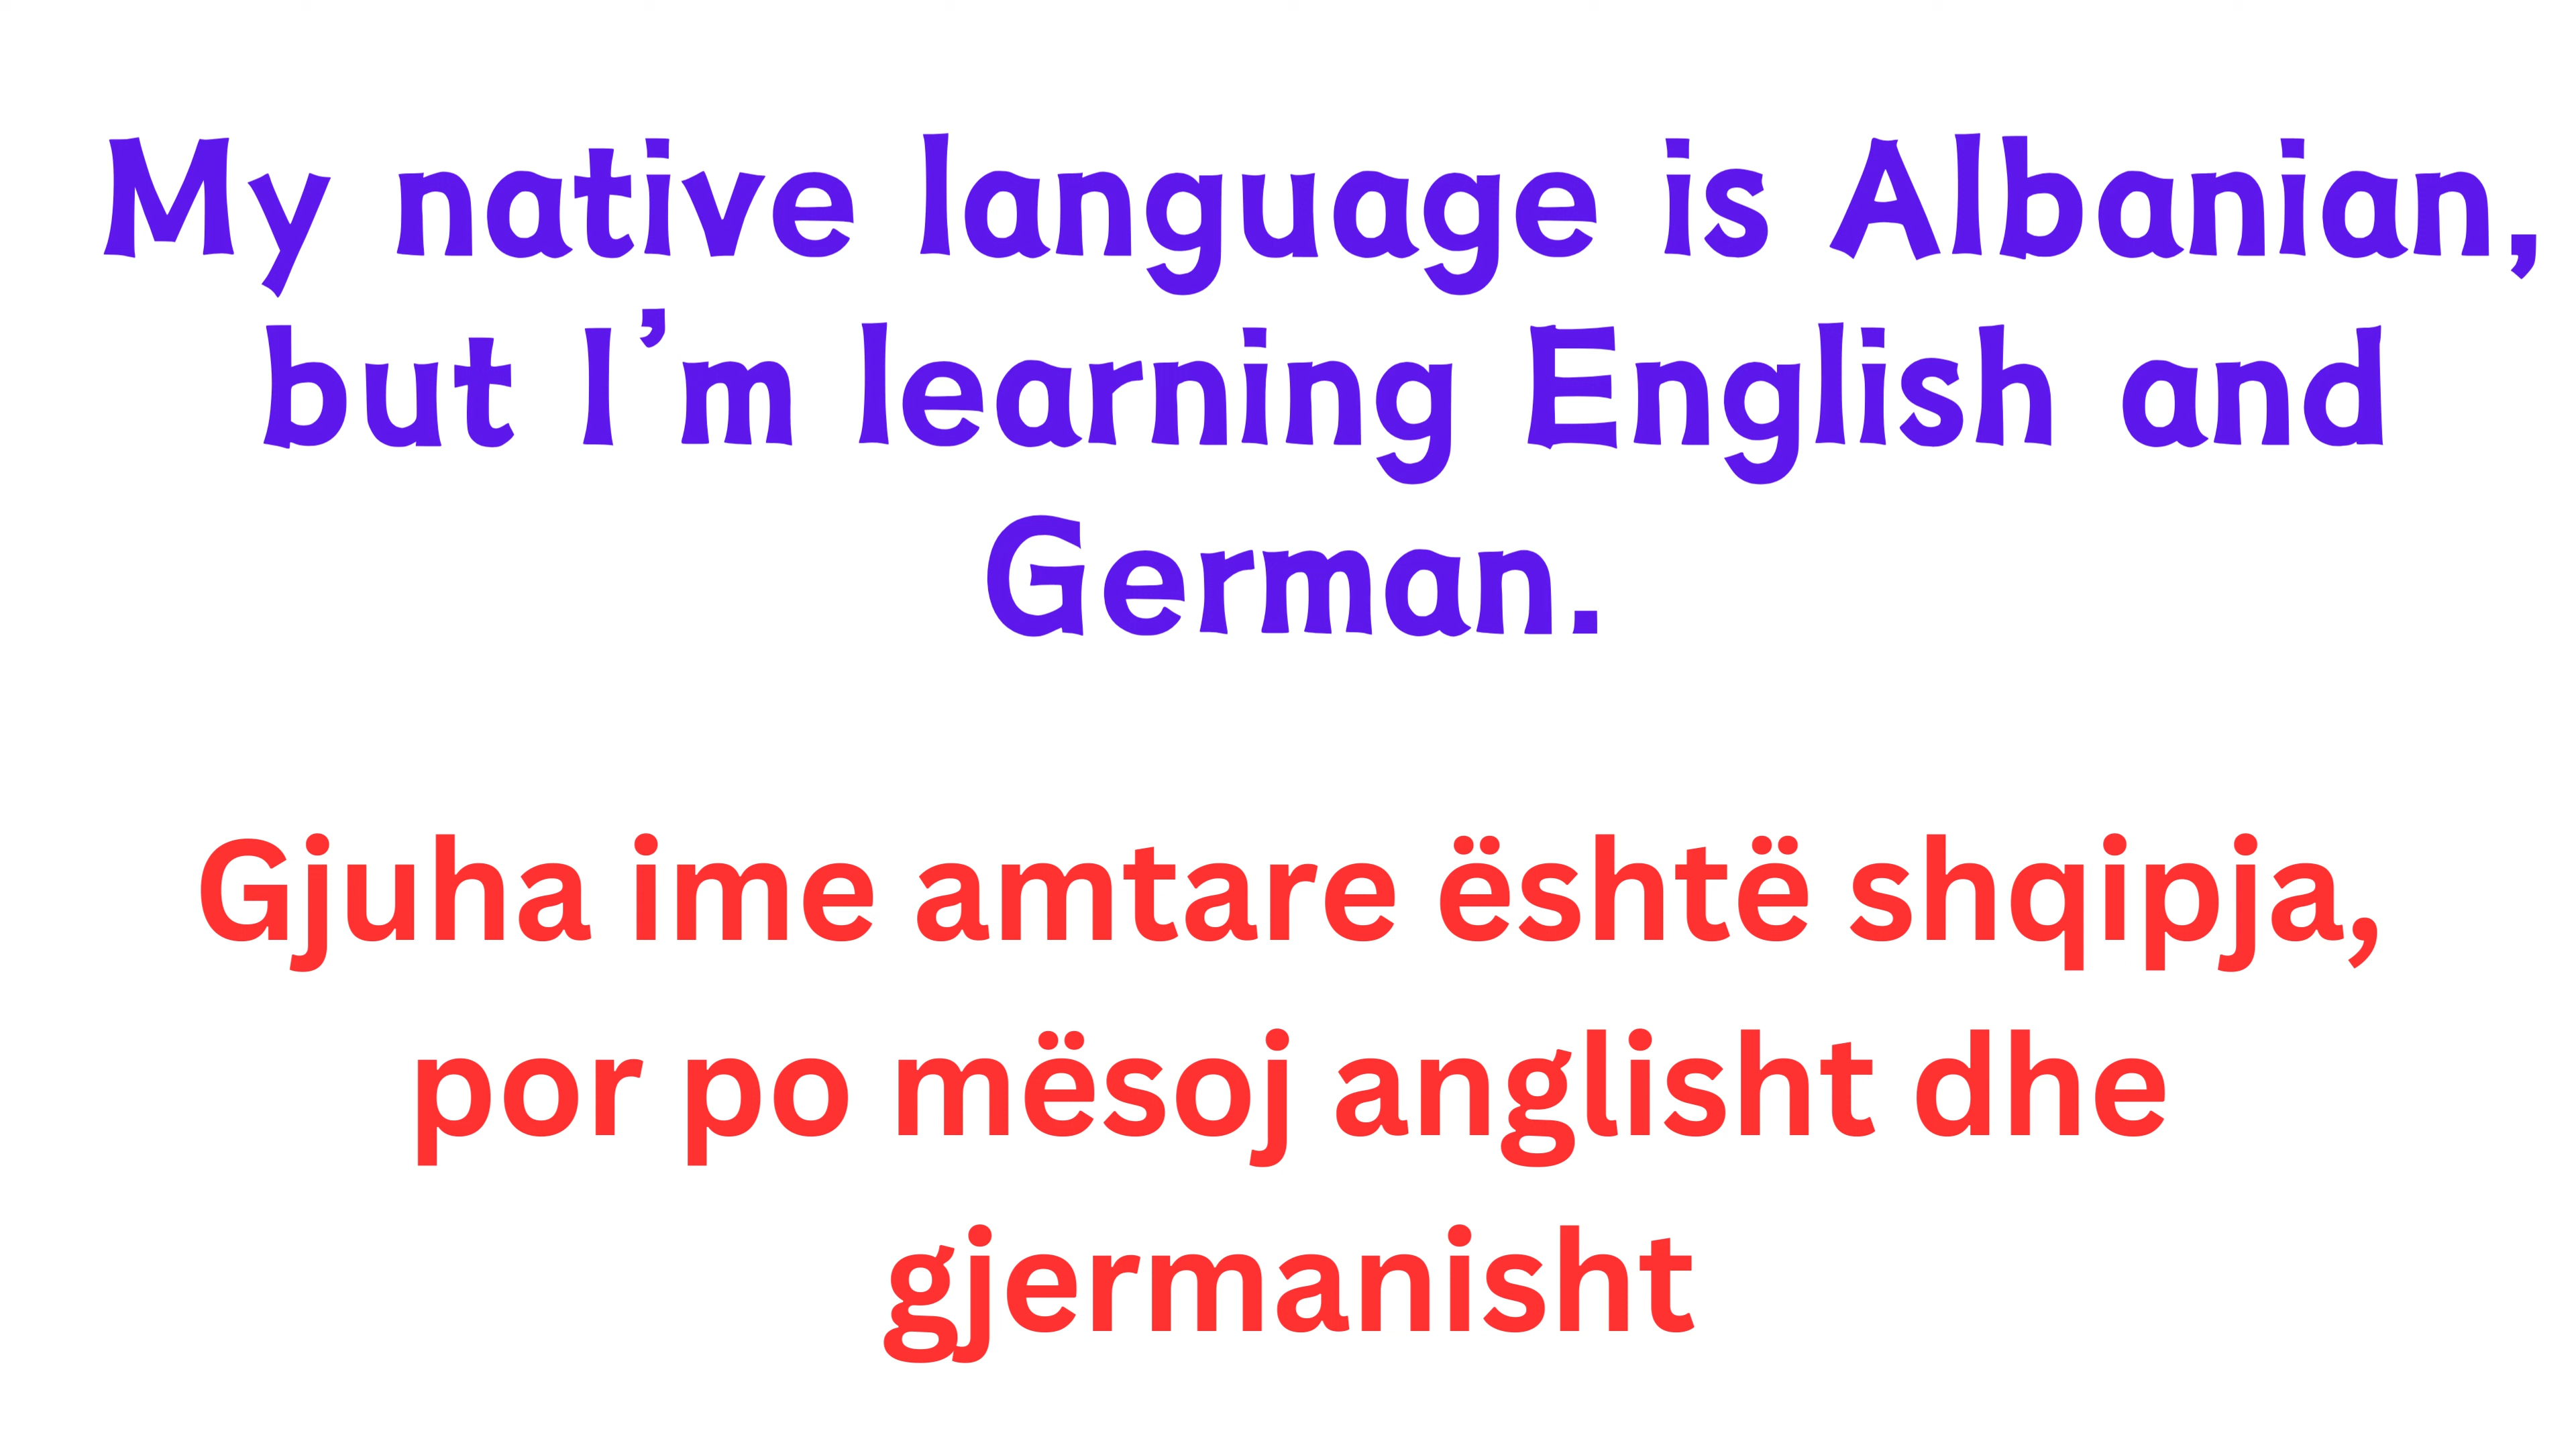 My native language is Albanian,
but I’m learning English and
German.
Gjuha ime amtare është shqipja,
por po mësoj anglisht dhe
gjermanisht